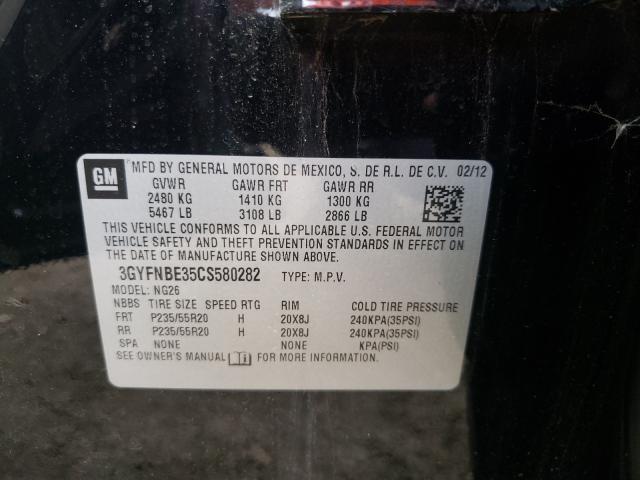 GM MFD BY GENERAL MOTORS DE MEXICO, S. DE R.L. DE C.V. 02/12
GVWR GAWR FRT GAWR RR
2480 KG 1410 KG 1300 KG
5467 LB 3108 LB 2866 LB
THIS VEHICLE CONFORMS TO ALL APPLICABLE U.S. FEDERAL MOTOR
VEHICLE SAFETY AND THEFT PREVENTION STANDARDS IN EFFECT ON
THE DATE OF MANUFACTURE SHOWN ABOVE.
3GYFNBE35CS580282 TYPE: M.P.V.
MODEL: NG26
NBBS TIRE SIZE SPEED RTG RIM COLD TIRE PRESSURE
FRT P235/55R20 H 20X8J 240KPA(35PSI)
RR P235/55R20 H 20X8J 240KPA(35PSI)
SPA NONE NONE KPA(PSI)
SEE OWNER'S MANUAL FOR MORE INFORMATION.